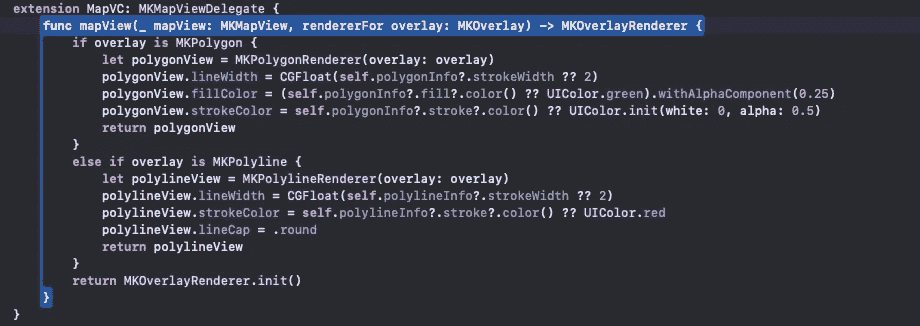 extension MapVC: MKMapViewDelegate {
    func mapView(_ mapView: MKMapView, rendererFor overlay: MKOverlay) -> MKOverlayRenderer {
        if overlay is MKPolygon {
            let polygonView = MKPolygonRenderer(overlay: overlay)
            polygonView.lineWidth = CGFloat(self.polygonInfo?.strokeWidth ?? 2)
            polygonView.fillColor = (self.polygonInfo?.fill?.color() ?? UIColor.green).withAlphaComponent(0.25)
            polygonView.strokeColor = self.polygonInfo?.stroke?.color() ?? UIColor.init(white: 0, alpha: 0.5)
            return polygonView
        }
        else if overlay is MKPolyline {
            let polylineView = MKPolylineRenderer(overlay: overlay)
            polylineView.lineWidth = CGFloat(self.polylineInfo?.strokeWidth ?? 2)
            polylineView.strokeColor = self.polylineInfo?.stroke?.color() ?? UIColor.red
            polylineView.lineCap = .round
            return polylineView
        }
        return MKOverlayRenderer.init()
    }
}